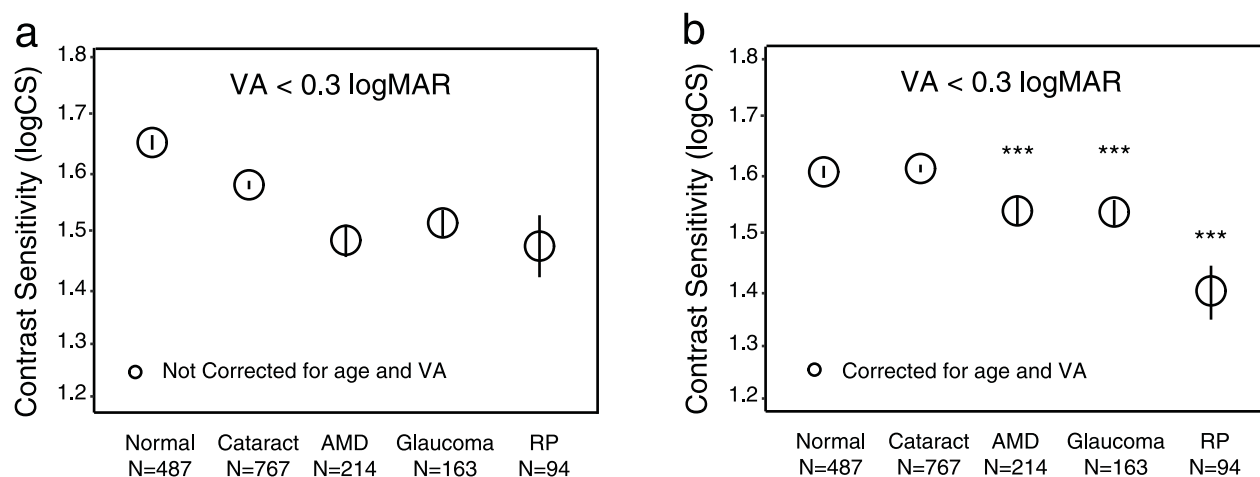 a
VA < 0.3 logMAR
Contrast Sensitivity (logCS)
1.8
1.7
1.6
1.5
1.4
1.3
1.2
Not Corrected for age and VA
Normal Cataract AMD Glaucoma RP
N=487 N=767 N=214 N=163 N=94
b
VA < 0.3 logMAR
Contrast Sensitivity (logCS)
1.8
1.7
1.6
1.5
1.4
1.3
1.2
*** ***
***
Corrected for age and VA
Normal Cataract AMD Glaucoma RP
N=487 N=767 N=214 N=163 N=94